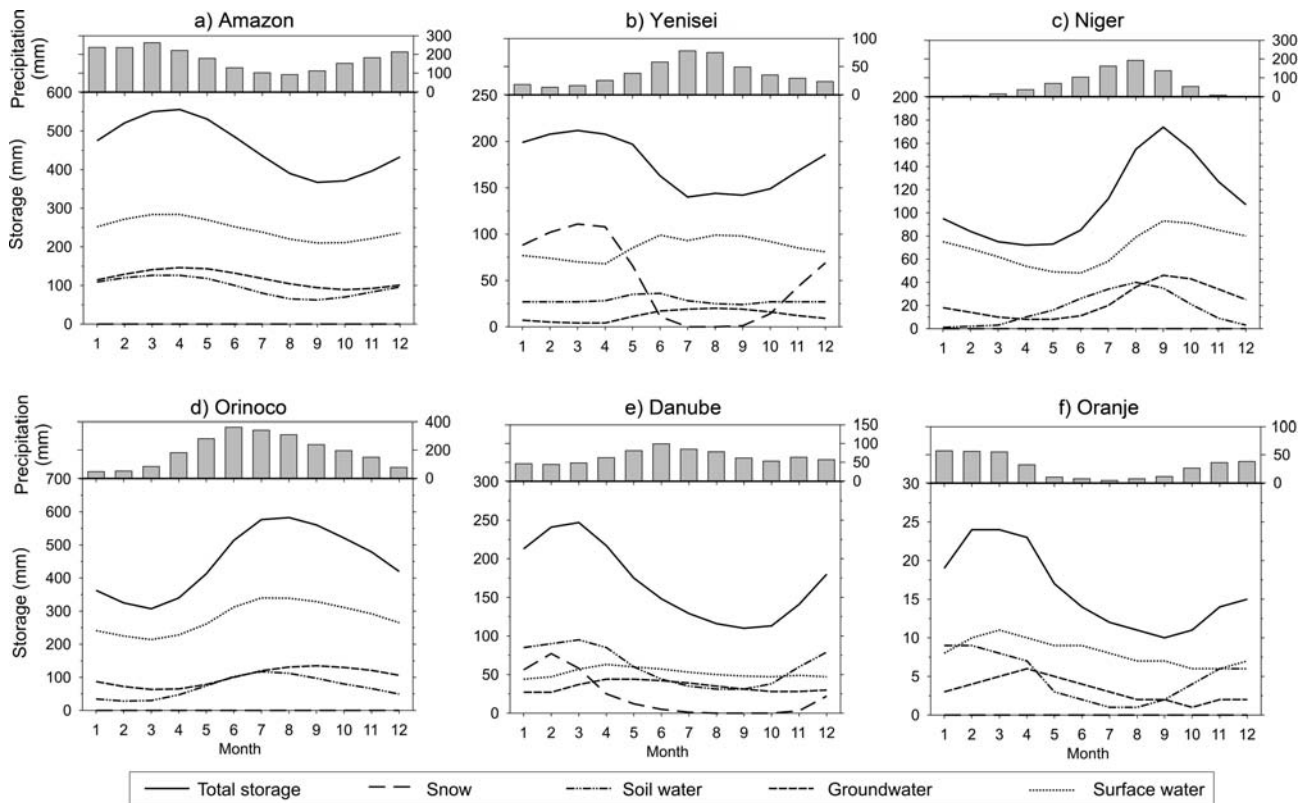 a) Amazon
b) Yenisei
c) Niger
Precipitation
(mm)
300
200
100
0
100
50
0
300
200
100
0
Storage (mm)
600
500
400
300
200
100
0
250
200
150
100
50
0
200
180
160
140
120
100
80
60
40
20
0
1 2 3 4 5 6 7 8 9 10 11 12
1 2 3 4 5 6 7 8 9 10 11 12
1 2 3 4 5 6 7 8 9 10 11 12
d) Orinoco
e) Danube
f) Oranje
Precipitation
(mm)
400
200
0
150
100
50
0
100
50
0
Storage (mm)
700
600
500
400
300
200
100
0
300
250
200
150
100
50
0
30
25
20
15
10
5
0
1 2 3 4 5 6 7 8 9 10 11 12
1 2 3 4 5 6 7 8 9 10 11 12
1 2 3 4 5 6 7 8 9 10 11 12
Month
Month
Month
Total storage
Snow
Soil water
Groundwater
Surface water